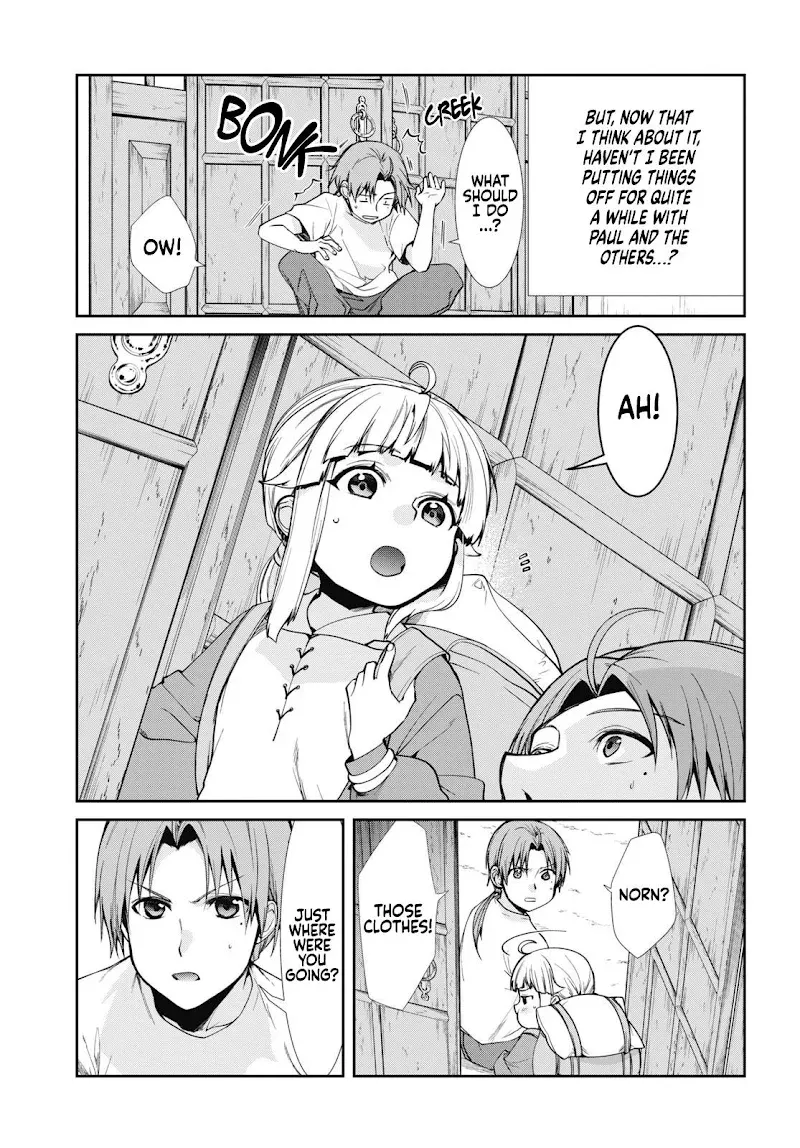 BUT, NOW THAT
I THINK ABOUT IT,
HAVEN'T I BEEN
PUTTING THINGS
OFF FOR QUITE
A WHILE WITH
PAUL AND THE
OTHERS...?
WHAT
SHOULD
I DO
...?
CREEK
BONK
OW!
AH!
NORN?
THOSE
CLOTHES!
JUST
WHERE
WERE
YOU
GOING?